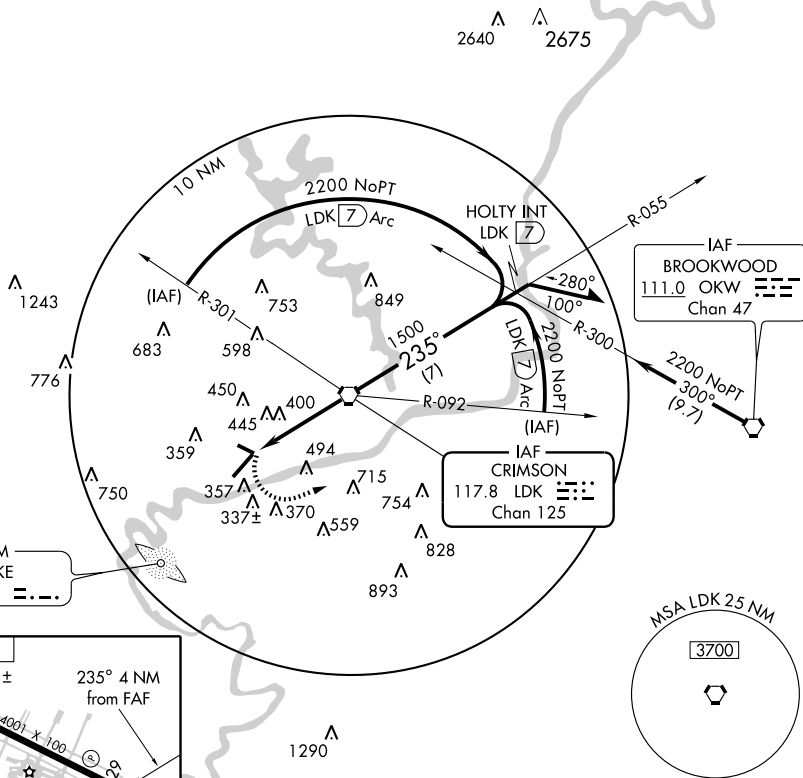 2640
2675
10 NM
2200 NoPT
LDK 7 Arc
HOLTY INT
LDK 7
R-055
IAF
BROOKWOOD
111.0 OKW
Chan 47
280°
100°
R-300
2200 NoPT
300°
(9.7)
(IAF)
R-301
1243
753
849
683
598
776
1500
235°
(7)
LDK 7 Arc
2200 NoPT
(IAF)
R-092
450
445
400
359
494
IAF
CRIMSON
117.8 LDK
Chan 125
750
357
337±
370
715
754
559
828
893
M
KE
MSA LDK 25 NM
3700
±
235° 4 NM
from FAF
4001 X 100
P
29
1290